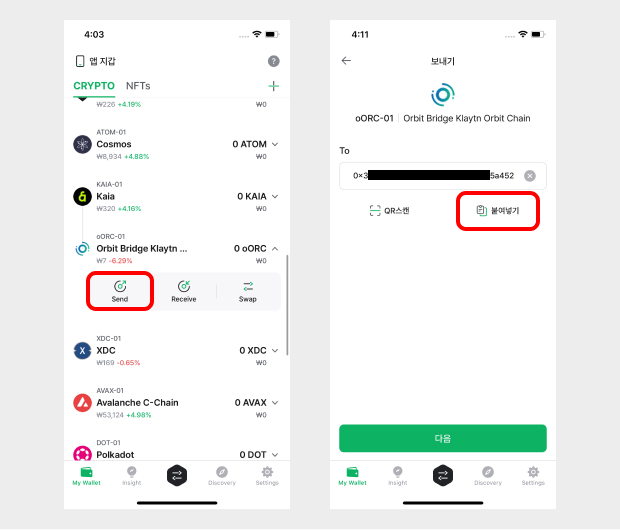 4:03
앱 지갑
?
CRYPTO NFTs
₩226 +4.19% ₩0
ATOM-01
Cosmos 0 ATOM
₩8,934 +4.88% ₩0
KAIA-01
Kaia 0 KAIA
₩320 +4.16% ₩0
oORC-01
Orbit Bridge Klaytn ... 0 oORC
₩7 -6.29% ₩0
Send Receive Swap
XDC-01
XDC 0 XDC
₩169 -0.65% ₩0
AVAX-01
Avalanche C-Chain 0 AVAX
₩53,124 +4.98% ₩0
DOT-01
Polkadot 0 DOT
My Wallet Insight Discovery Settings
4:11
보내기
oORC-01 Orbit Bridge Klaytn Orbit Chain
To
0x3 5a452
QR스캔 붙여넣기
다음
My Wallet Insight Discovery Settings